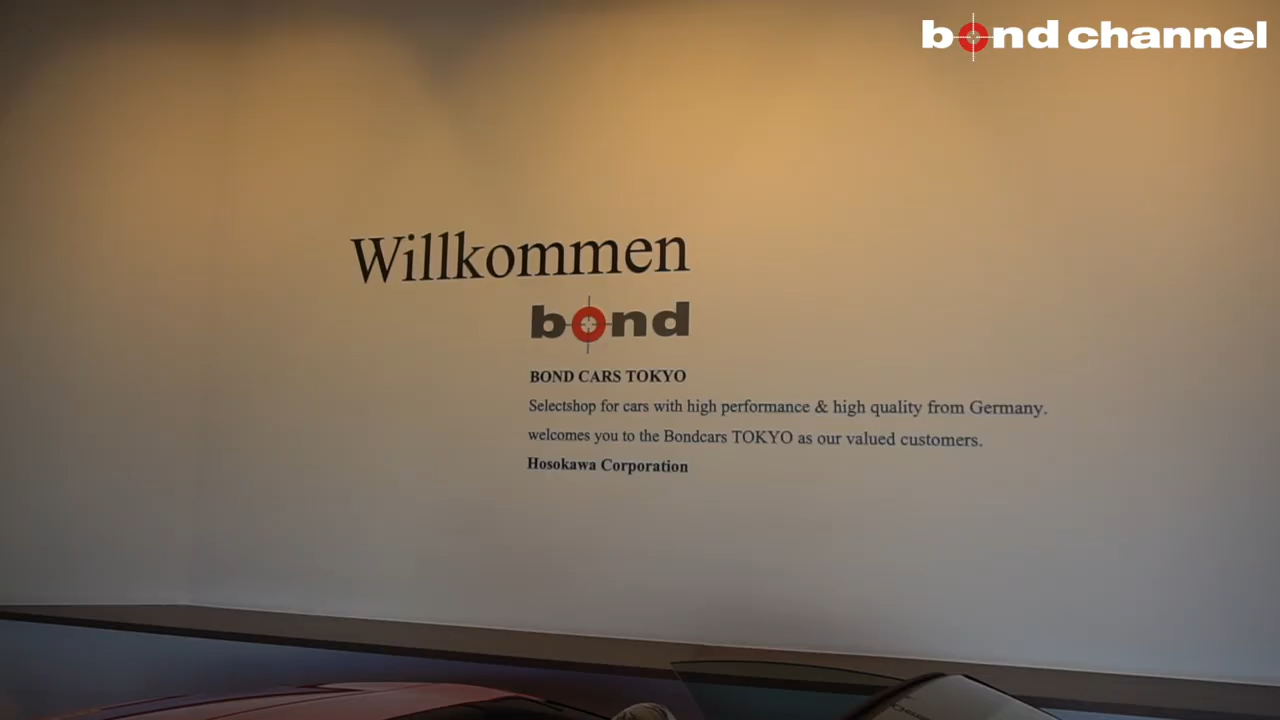 bond channel
Willkommen
bond
BOND CARS TOKYO
Selectshop for cars with high performance & high quality from Germany.
welcomes you to the Bondcars TOKYO as our valued customers.
Hosokawa Corporation